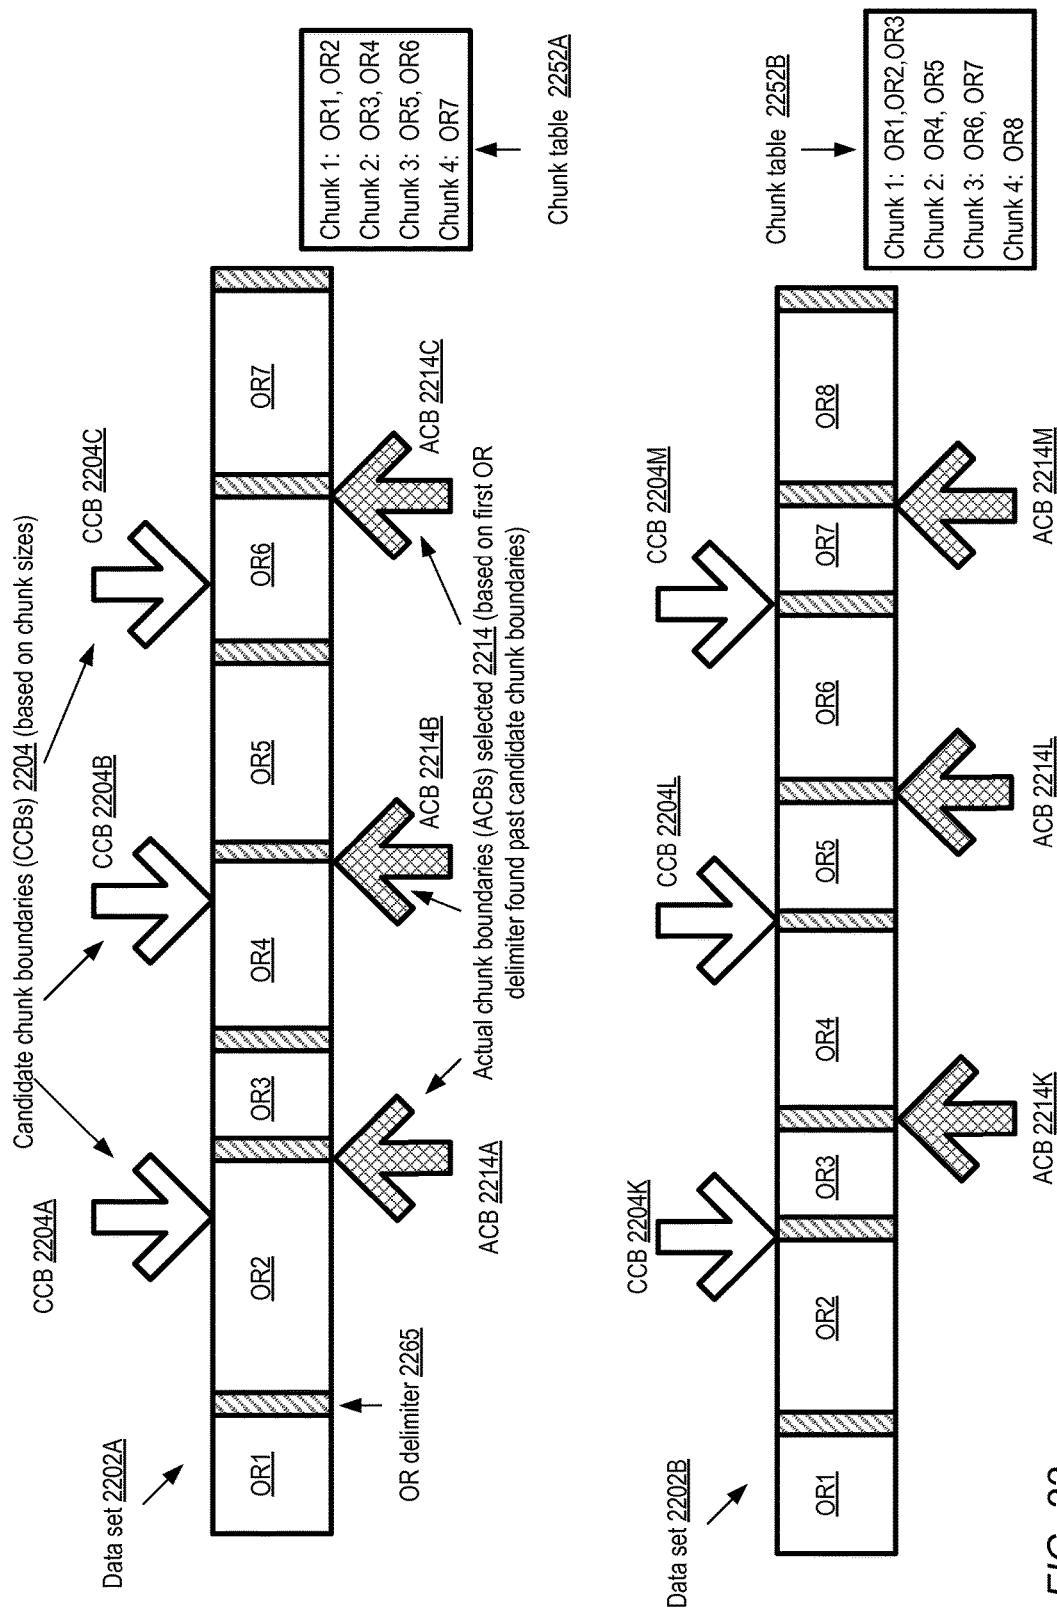 Candidate chunk boundaries (CCBs) 2204 (based on chunk sizes)
CCB 2204A
CCB 2204B
CCB 2204C
Data set 2202A
OR1
OR2
OR3
OR4
OR5
OR6
OR7
OR delimiter 2265
ACB 2214A
ACB 2214B
ACB 2214C
Actual chunk boundaries (ACBs) selected 2214 (based on first OR
delimiter found past candidate chunk boundaries)
Chunk 1: OR1, OR2
Chunk 2: OR3, OR4
Chunk 3: OR5, OR6
Chunk 4: OR7
Chunk table 2252A
CCB 2204K
CCB 2204L
CCB 2204M
Data set 2202B
OR1
OR2
OR3
OR4
OR5
OR6
OR7
OR8
ACB 2214K
ACB 2214L
ACB 2214M
Chunk table 2252B
Chunk 1: OR1,OR2,OR3
Chunk 2: OR4, OR5
Chunk 3: OR6, OR7
Chunk 4: OR8